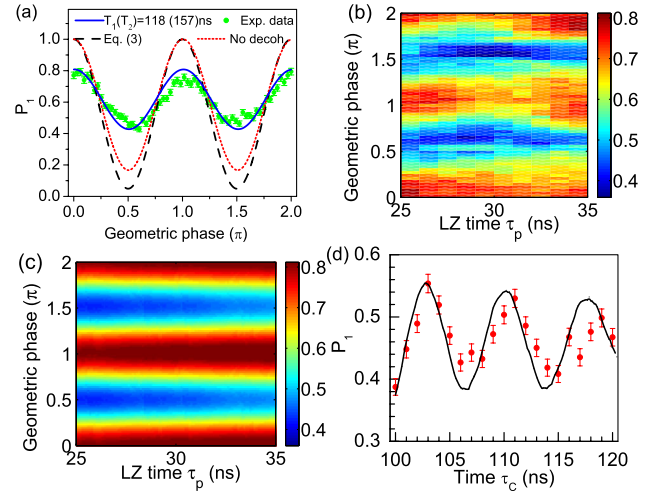 (a)
T1(T2)=118 (157)ns Exp. data
Eq. (3) No decoh.
1.0
0.8
0.6
0.4
0.2
0.0
P1
0.0 0.5 1.0 1.5 2.0
Geometric phase (π)
(b)
2
1.5
1
0.5
0
Geometric phase (π)
25 30 35
LZ time τp (ns)
0.8
0.7
0.6
0.5
0.4
(c)
2
1.5
1
0.5
0
Geometric phase (π)
25 30 35
LZ time τp (ns)
0.8
0.7
0.6
0.5
0.4
(d)
0.6
0.5
0.4
0.3
P1
100 105 110 115 120
Time τC (ns)